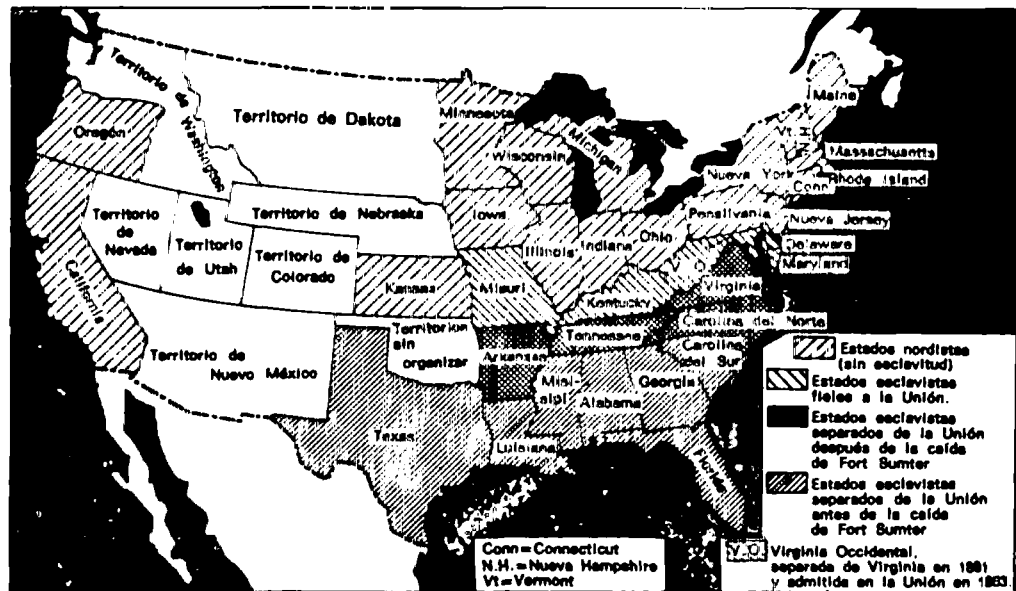 Territorio de Washington
Territorio de Dakota
Minnesota
Maine
Oregón
Wisconsin
Michigan
Vt.
N.H.
Massachuantts
Nueva York
Conn
Rhode Island
Territorio de Nebraska
Iowa
Pensilvania
Nueva Jersey
Territorio
de
Nevada
Territorio
de Utah
Territorio
de Colorado
Illinois
Indiana
Ohio
Delaware
Maryland
California
Kansas
Misuri
Kentucky
V. O.
Virginia
Territorio de
Nuevo México
Territorios
sin
organizar
Arkansas
Tennessee
Carolina del Norte
Carolina
del Sur
Texas
Luisiana
Misi-
sipí
Alabama
Georgia
Florida
Estados nordistas
(sin esclavitud)
Estados esclavistas
fieles a la Unión.
Estados esclavistas
separados de la Unión
después de la caída
de Fort Sumter
Estados esclavistas
separados de la Unión
antes de la caída
de Fort Sumter
V. O. Virginia Occidental,
separada de Virginia en 1861
y admitida en la Unión en 1863.
Conn=Connecticut
N.H.=Nueva Hampshire
Vt=Vermont